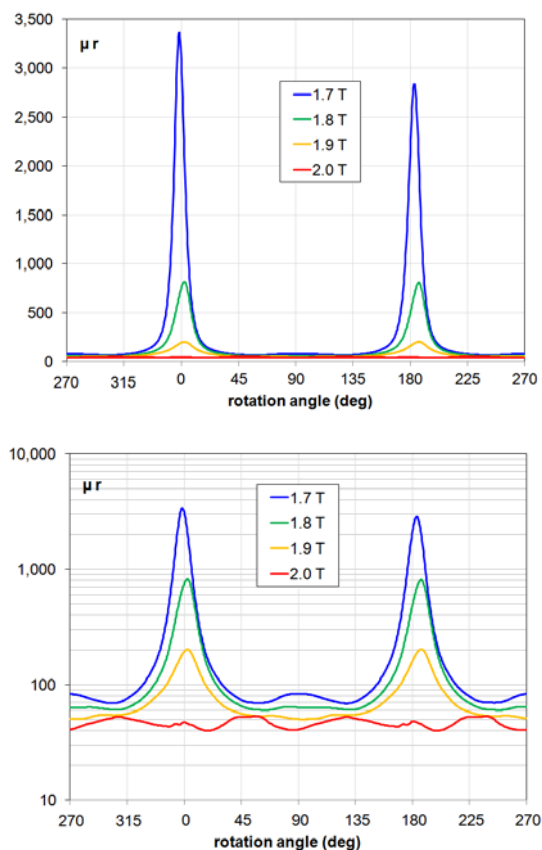 3,500
μ r
3,000
2,500
2,000
1,500
1,000
500
0
1.7 T
1.8 T
1.9 T
2.0 T
270 315 0 45 90 135 180 225 270
rotation angle (deg)
10,000
μ r
1,000
100
10
1.7 T
1.8 T
1.9 T
2.0 T
270 315 0 45 90 135 180 225 270
rotation angle (deg)